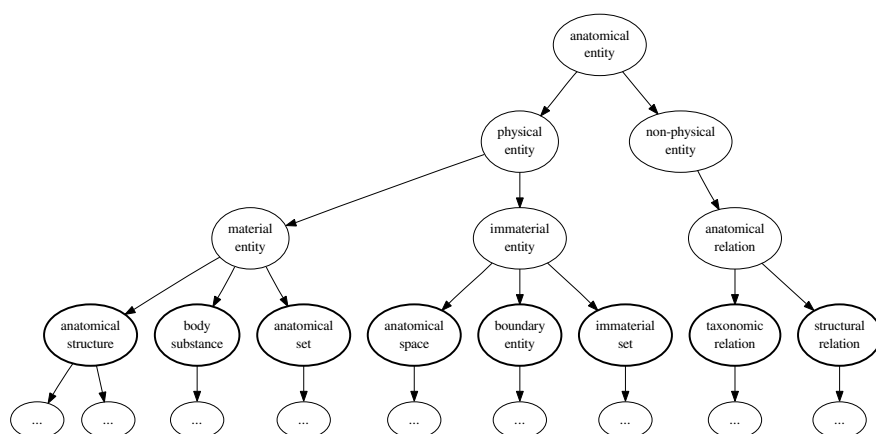 anatomical
entity
physical
entity
non-physical
entity
material
entity
immaterial
entity
anatomical
relation
anatomical
structure
body
substance
anatomical
set
anatomical
space
boundary
entity
immaterial
set
taxonomic
relation
structural
relation
...
...
...
...
...
...
...
...
...